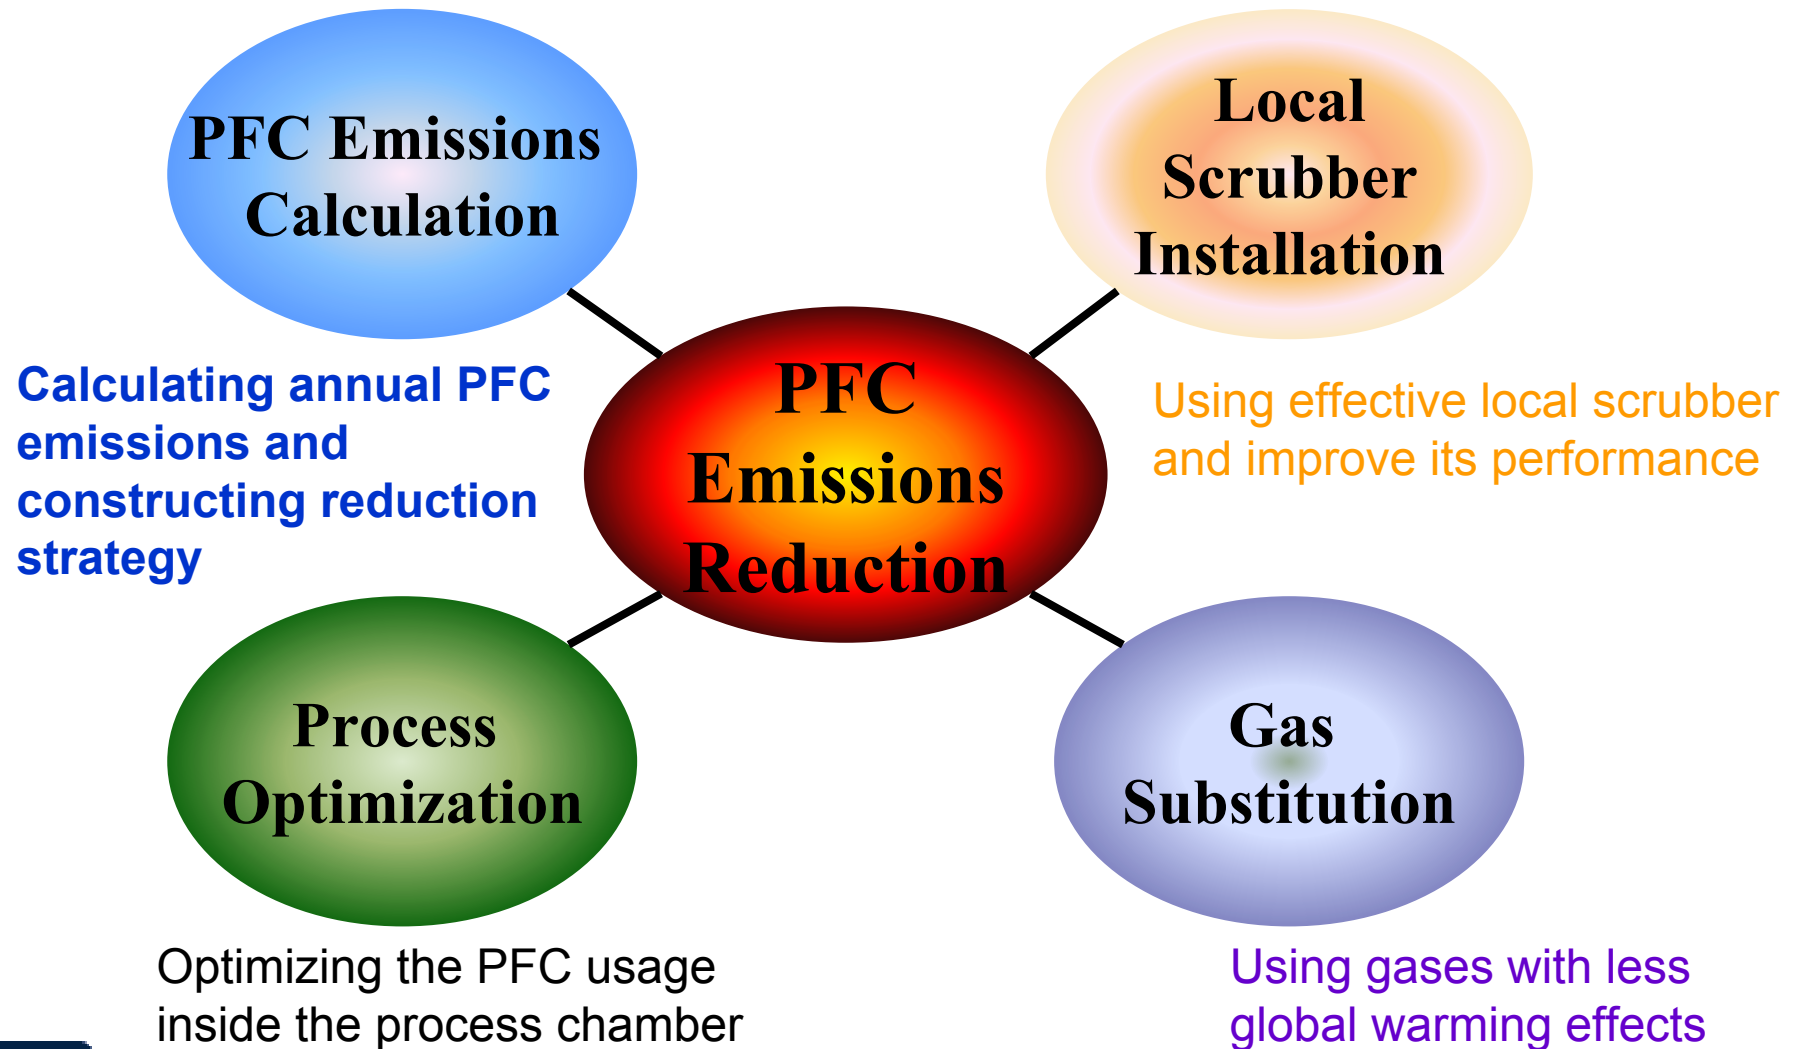 PFC Emissions
Calculation
Calculating annual PFC
emissions and
constructing reduction
strategy
Local
Scrubber
Installation
Using effective local scrubber
and improve its performance
PFC
Emissions
Reduction
Process
Optimization
Optimizing the PFC usage
inside the process chamber
Gas
Substitution
Using gases with less
global warming effects